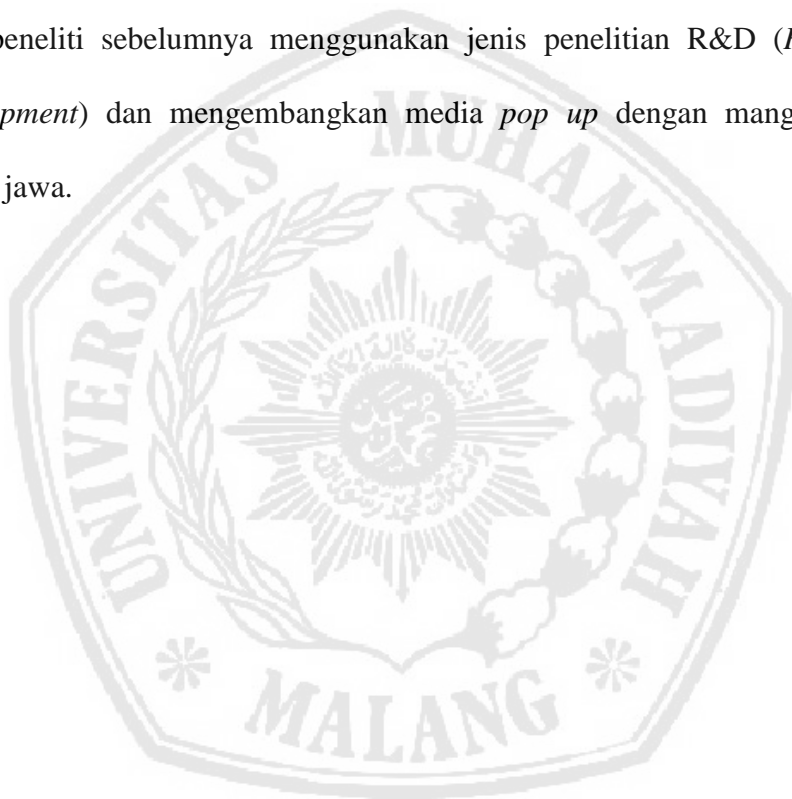 peneliti sebelumnya menggunakan jenis penelitian R&D (
pment) dan mengembangkan media pop up dengan mang
jawa.
UNIVERSITAS MUHAMMADIYAH
MALANG